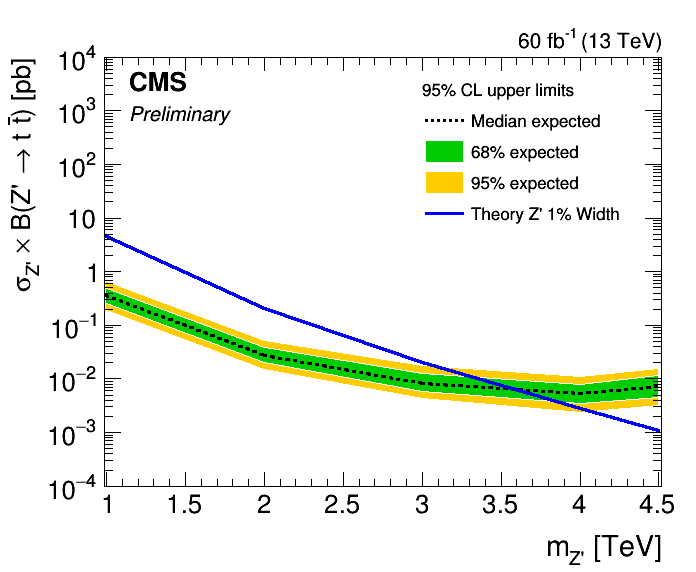 60 fb⁻¹ (13 TeV)
CMS
Preliminary
95% CL upper limits
Median expected
68% expected
95% expected
Theory Z' 1% Width
σ_Z' × B(Z' → t t̄) [pb]
10⁴
10³
10²
10
1
10⁻¹
10⁻²
10⁻³
10⁻⁴
1 1.5 2 2.5 3 3.5 4 4.5
m_Z' [TeV]